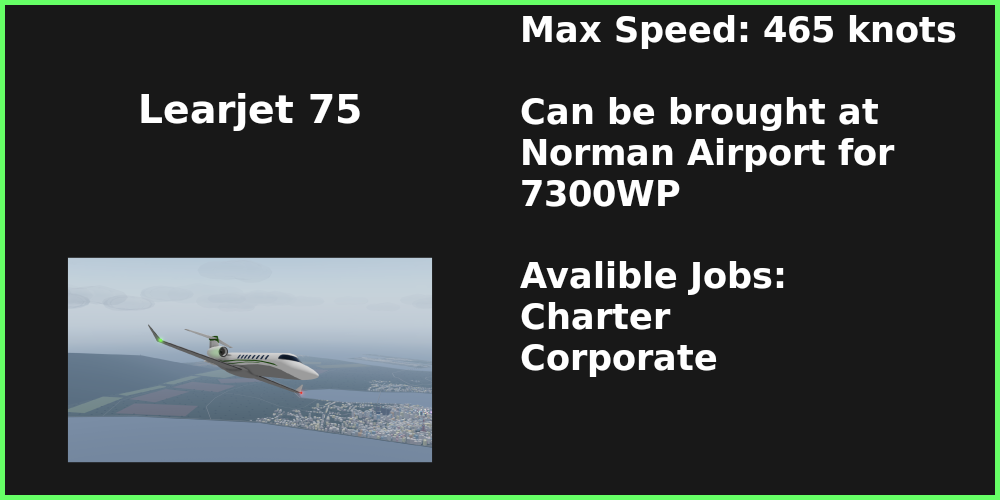 Learjet 75
Max Speed: 465 knots
Can be brought at
Norman Airport for
7300WP
Avalible Jobs:
Charter
Corporate